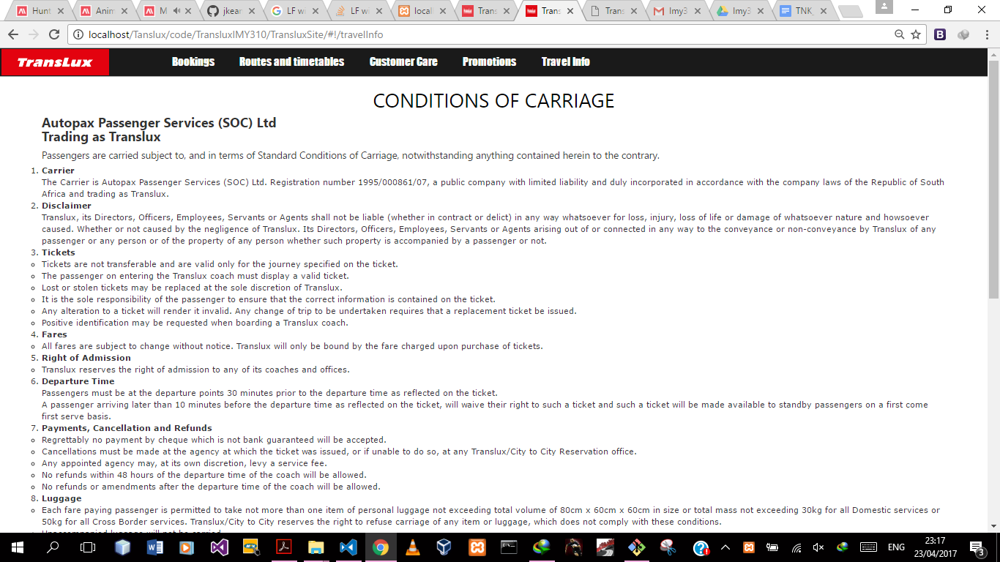 Hunt
Anim
M
jkear
LF wi
LF wi
local
Trans
Trans
Trans
Imy3
Imy3
TNK_
localhost/Tanslux/code/TransluxIMY310/TransluxSite/#!/travelInfo
TRANSLUX
Bookings
Routes and timetables
Customer Care
Promotions
Travel Info
CONDITIONS OF CARRIAGE
Autopax Passenger Services (SOC) Ltd
Trading as Translux
Passengers are carried subject to, and in terms of Standard Conditions of Carriage, notwithstanding anything contained herein to the contrary.
1. Carrier
The Carrier is Autopax Passenger Services (SOC) Ltd. Registration number 1995/000861/07, a public company with limited liability and duly incorporated in accordance with the company laws of the Republic of South
Africa and trading as Translux.
2. Disclaimer
Translux, its Directors, Officers, Employees, Servants or Agents shall not be liable (whether in contract or delict) in any way whatsoever for loss, injury, loss of life or damage of whatsoever nature and howsoever
caused. Whether or not caused by the negligence of Translux. Its Directors, Officers, Employees, Servants or Agents arising out of or connected in any way to the conveyance or non-conveyance by Translux of any
passenger or any person or of the property of any person whether such property is accompanied by a passenger or not.
3. Tickets
Tickets are not transferable and are valid only for the journey specified on the ticket.
The passenger on entering the Translux coach must display a valid ticket.
Lost or stolen tickets may be replaced at the sole discretion of Translux.
It is the sole responsibility of the passenger to ensure that the correct information is contained on the ticket.
Any alteration to a ticket will render it invalid. Any change of trip to be undertaken requires that a replacement ticket be issued.
Positive identification may be requested when boarding a Translux coach.
4. Fares
All fares are subject to change without notice. Translux will only be bound by the fare charged upon purchase of tickets.
5. Right of Admission
Translux reserves the right of admission to any of its coaches and offices.
6. Departure Time
Passengers must be at the departure points 30 minutes prior to the departure time as reflected on the ticket.
A passenger arriving later than 10 minutes before the departure time as reflected on the ticket, will waive their right to such a ticket and such a ticket will be made available to standby passengers on a first come
first serve basis.
7. Payments, Cancellation and Refunds
Regrettably no payment by cheque which is not bank guaranteed will be accepted.
Cancellations must be made at the agency at which the ticket was issued, or if unable to do so, at any Translux/City to City Reservation office.
Any appointed agency may, at its own discretion, levy a service fee.
No refunds within 48 hours of the departure time of the coach will be allowed.
No refunds or amendments after the departure time of the coach will be allowed.
8. Luggage
Each fare paying passenger is permitted to take not more than one item of personal luggage not exceeding total volume of 80cm x 60cm x 60cm in size or total mass not exceeding 30kg for all Domestic services or
50kg for all Cross Border services. Translux/City to City reserves the right to refuse carriage of any item or luggage, which does not comply with these conditions.
ENG
23:17
23/04/2017
3